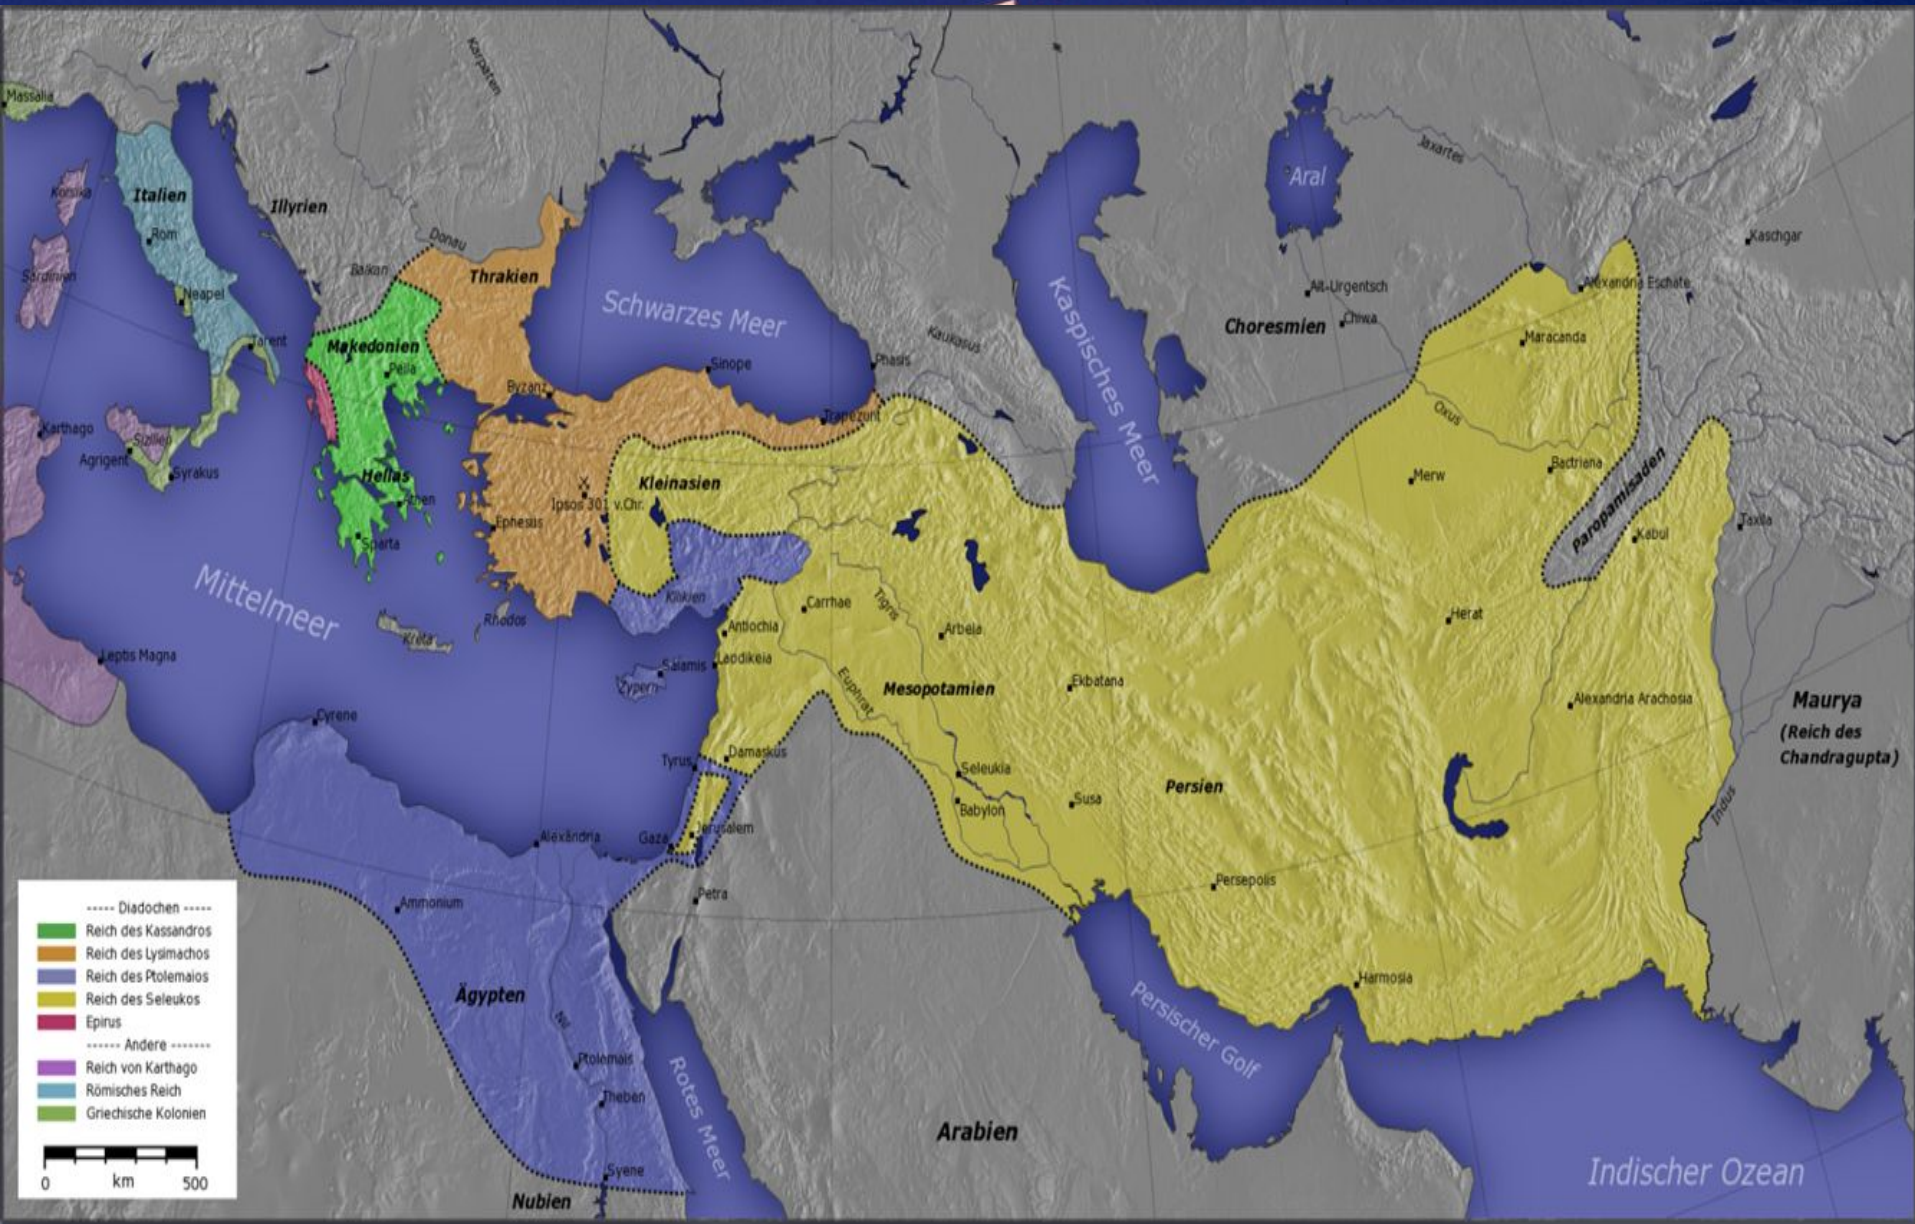 Karpaten
Massalia
Jaxartes
Aral
Korsika
Italien
Illyrien
Rom
Donau
Kaschgar
Sardinien
Balkan
Thrakien
Kaspisches Meer
Alexandria Eschate
Neapel
Schwarzes Meer
Alt-Urgentsch
Chiwa
Choresmien
Tarent
Makedonien
Kaukasus
Maracanda
Pella
Sinope
Phasis
Byzanz
Trapezunt
Oxus
Karthago
Sizilien
Agrigent
Syrakus
Hellas
Athen
Kleinasien
Ipsos 301 v.Chr.
Merw
Bactriana
Paropamisaden
Ephesus
Taxila
Sparta
Kabul
Mittelmeer
Kilikien
Rhodos
Kreta
Carrhae
Tigris
Antiochia
Arbela
Herat
Leptis Magna
Salamis
Laodikeia
Zypern
Euphrat
Mesopotamien
Ekbatana
Alexandria Arachosia
Maurya
(Reich des
Chandragupta)
Cyrene
Tyrus
Damaskus
Seleukia
Persien
Susa
Babylon
Indus
Alexandria
Gaza
Jerusalem
Persepolis
Petra
Ammonium
Harmosia
Ägypten
Nil
Persischer Golf
Ptolemais
Theben
Rotes Meer
Arabien
Syene
Nubien
Indischer Ozean
----- Diadochen -----
Reich des Kassandros
Reich des Lysimachos
Reich des Ptolemaios
Reich des Seleukos
Epirus
------ Andere -------
Reich von Karthago
Römisches Reich
Griechische Kolonien
0 km 500